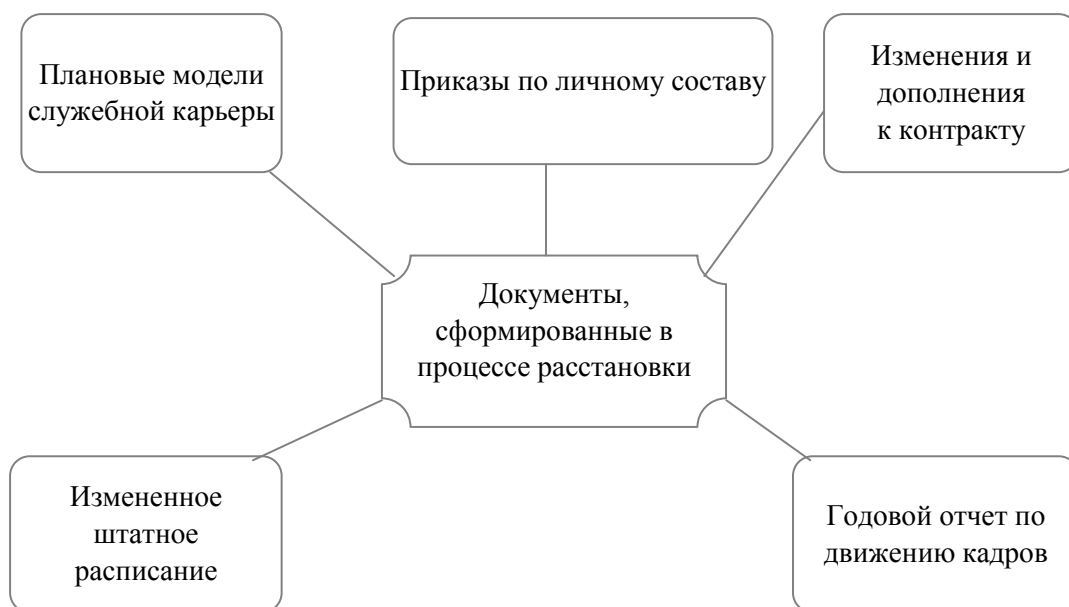 Плановые модели
служебной карьеры
Приказы по личному составу
Изменения и
дополнения
к контракту
Документы,
сформированные в
процессе расстановки
Измененное
штатное
расписание
Годовой отчет по
движению кадров